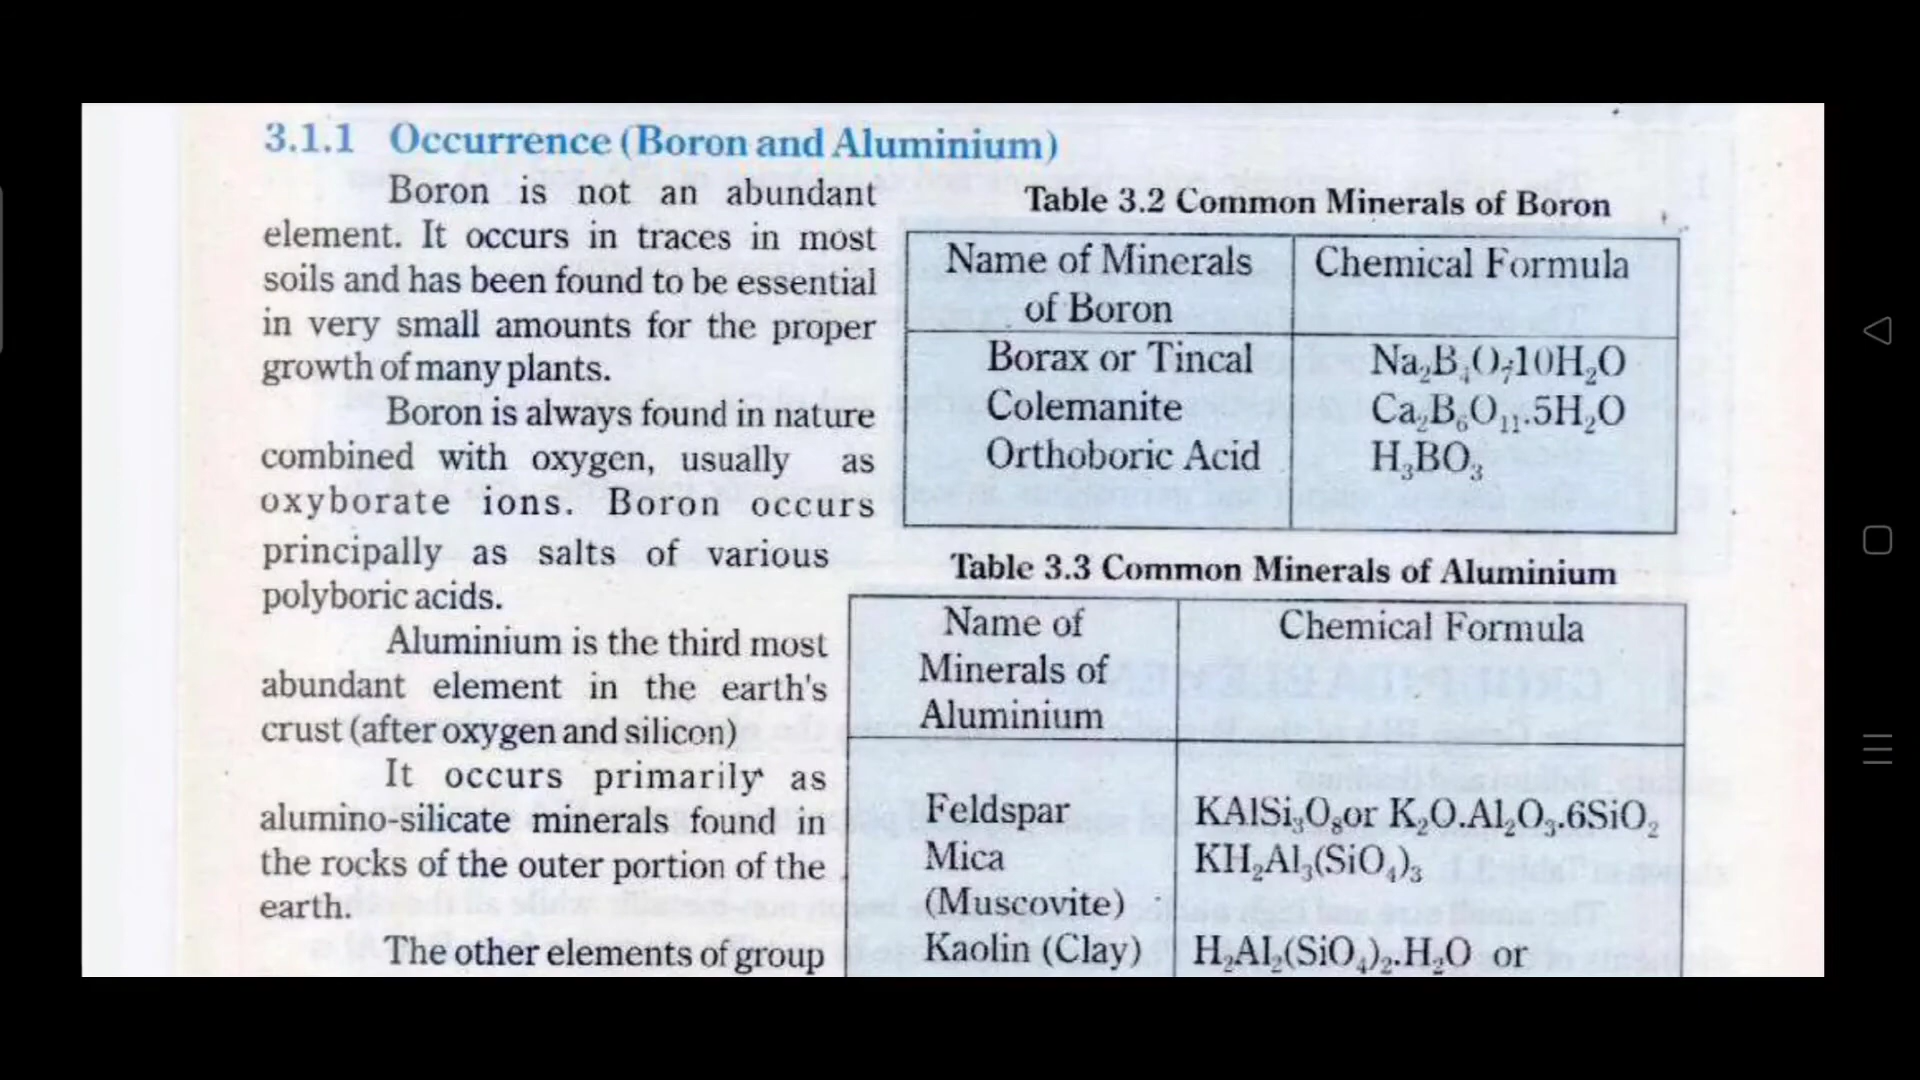 3.1.1 Occurrence (Boron and Aluminium)
Boron is not an abundant
element. It occurs in traces in most
soils and has been found to be essential
in very small amounts for the proper
growth of many plants.
Boron is always found in nature
combined with oxygen, usually as
oxyborate ions. Boron occurs
principally as salts of various
polyboric acids.
Aluminium is the third most
abundant element in the earth's
crust (after oxygen and silicon)
It occurs primarily as
alumino-silicate minerals found in
the rocks of the outer portion of the
earth.
The other elements of group
Table 3.2 Common Minerals of Boron
Name of Minerals of Boron Chemical Formula
Borax or Tincal Na₂B₄O₇.10H₂O
Colemanite Ca₂B₆O₁₁.5H₂O
Orthoboric Acid H₃BO₃
Table 3.3 Common Minerals of Aluminium
Name of Minerals of Aluminium Chemical Formula
Feldspar KAlSi₃O₈ or K₂O.Al₂O₃.6SiO₂
Mica (Muscovite) KH₂Al₃(SiO₄)₃
Kaolin (Clay) H₂Al₂(SiO₄)₂.H₂O or